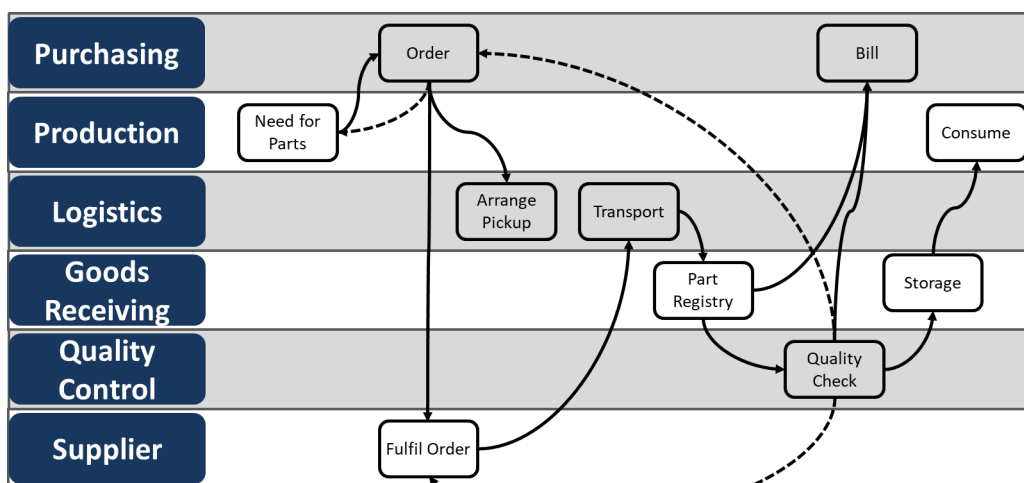 Purchasing
Order
Bill
Production
Need for
Parts
Consume
Logistics
Arrange
Pickup
Transport
Goods
Receiving
Part
Registry
Storage
Quality
Control
Quality
Check
Supplier
Fulfil Order